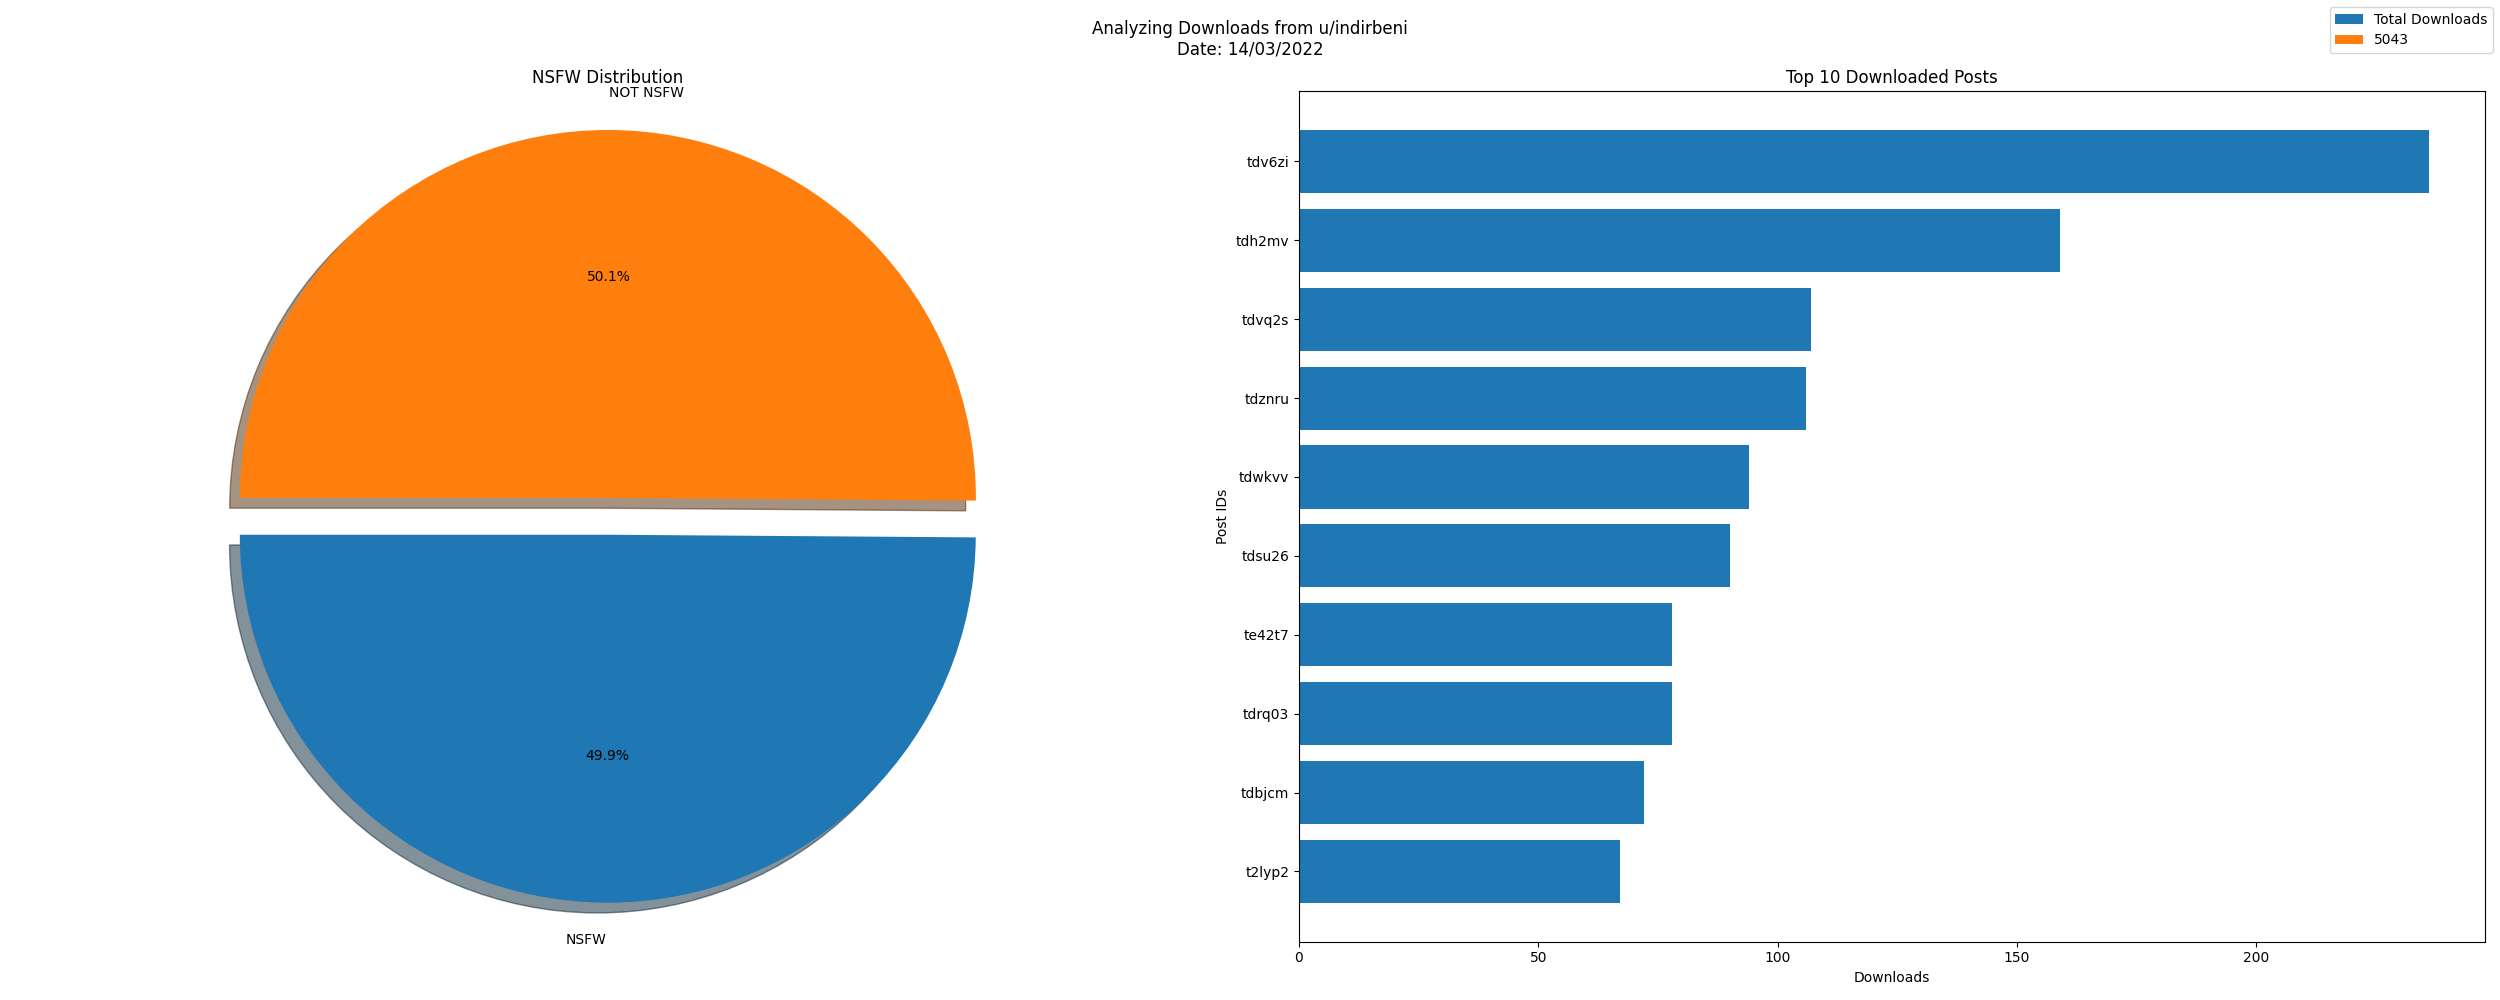 Analyzing Downloads from u/indirbeni
Date: 14/03/2022
Total Downloads
5043
NSFW Distribution
NOT NSFW
50.1%
49.9%
NSFW
Top 10 Downloaded Posts
Post IDs
tdv6zi
tdh2mv
tdvq2s
tdznru
tdwkvv
tdsu26
te42t7
tdrq03
tdbjcm
t2lyp2
0 50 100 150 200
Downloads